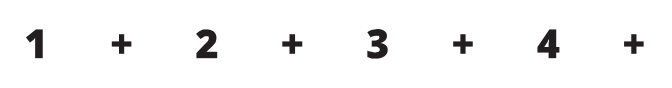 1 + 2 + 3 + 4 +